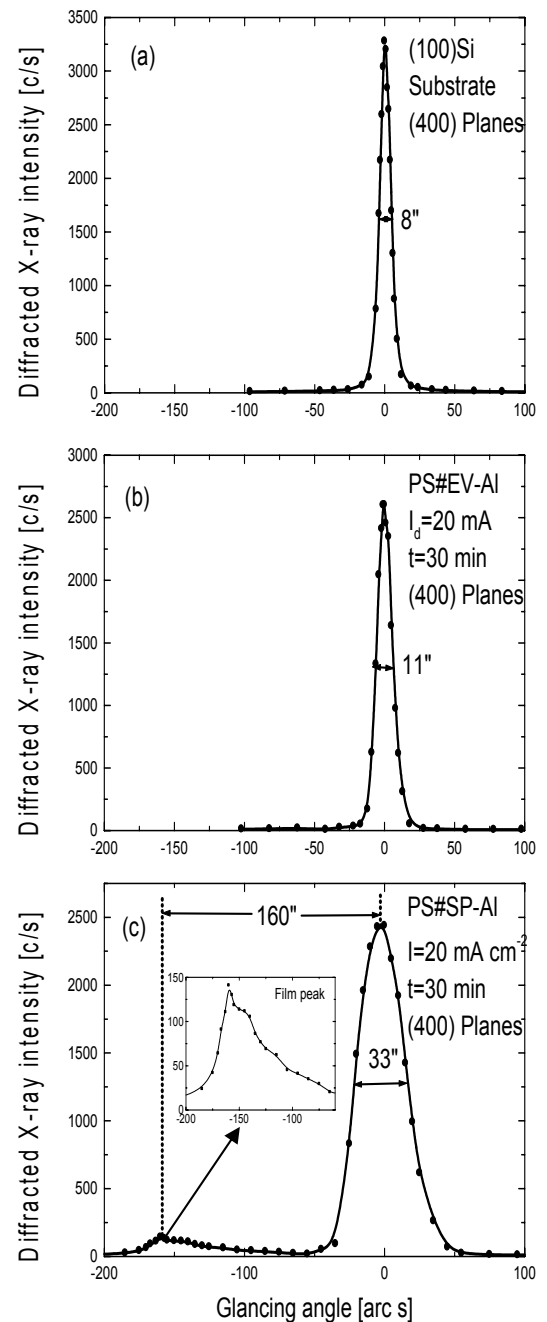 3500
3000
2500
2000
1500
1000
500
0
Diffracted X-ray intensity [c/s]
(a)
(100)Si
Substrate
(400) Planes
8"
-200 -150 -100 -50 0 50 100
3000
2500
2000
1500
1000
500
0
Diffracted X-ray intensity [c/s]
(b)
PS#EV-Al
I_d=20 mA
t=30 min
(400) Planes
11"
-200 -150 -100 -50 0 50 100
2500
2000
1500
1000
500
0
Diffracted X-ray intensity [c/s]
(c)
160"
PS#SP-Al
I=20 mA cm⁻²
t=30 min
(400) Planes
33"
150
100
50
0
Film peak
-200 -150 -100
-200 -150 -100 -50 0 50 100
Glancing angle [arc s]